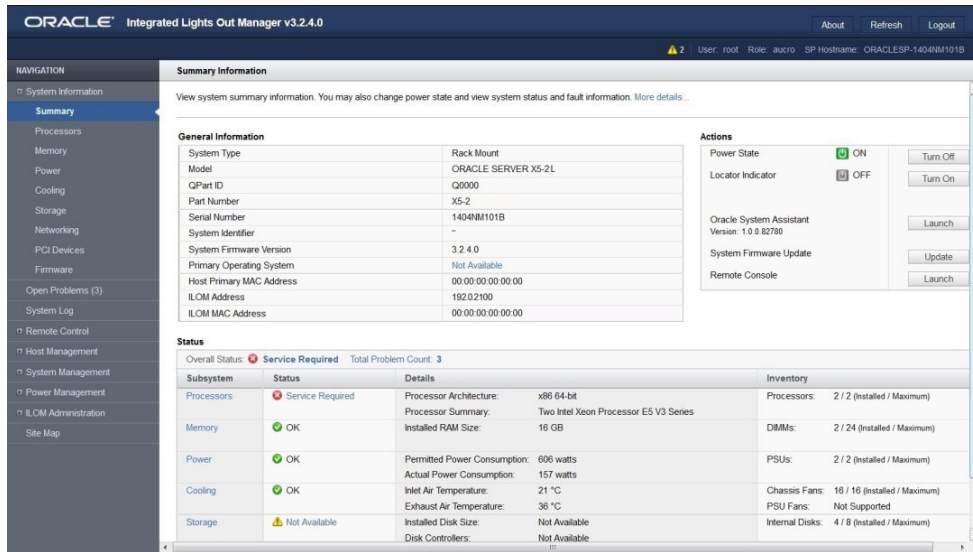 ORACLE® Integrated Lights Out Manager v3.2.4.0
About Refresh Logout
2 User: root Role: aucro SP Hostname: ORACLESP-1404NM101B
NAVIGATION
System Information
Summary
Processors
Memory
Power
Cooling
Storage
Networking
PCI Devices
Firmware
Open Problems (3)
System Log
Remote Control
Host Management
System Management
Power Management
ILOM Administration
Site Map
Summary Information
View system summary information. You may also change power state and view system status and fault information. More details...
General Information
System Type Rack Mount
Model ORACLE SERVER X5-2L
QPart ID Q0000
Part Number X5-2
Serial Number 1404NM101B
System Identifier -
System Firmware Version 3.2.4.0
Primary Operating System Not Available
Host Primary MAC Address 00:00:00:00:00:00
ILOM Address 192.0.2.100
ILOM MAC Address 00:00:00:00:00:00
Actions
Power State ON Turn Off
Locator Indicator OFF Turn On
Oracle System Assistant Launch
Version: 1.0.0.82780
System Firmware Update Update
Remote Console Launch
Status
Overall Status: Service Required Total Problem Count: 3
Subsystem Status Details Inventory
Processors Service Required Processor Architecture: x86 64-bit Processors: 2 / 2 (Installed / Maximum)
Processor Summary: Two Intel Xeon Processor E5 V3 Series
Memory OK Installed RAM Size: 16 GB DIMMs: 2 / 24 (Installed / Maximum)
Power OK Permitted Power Consumption: 606 watts PSUs: 2 / 2 (Installed / Maximum)
Actual Power Consumption: 157 watts
Cooling OK Inlet Air Temperature: 21 °C Chassis Fans: 16 / 16 (Installed / Maximum)
Exhaust Air Temperature: 36 °C PSU Fans: Not Supported
Storage Not Available Installed Disk Size: Not Available Internal Disks: 4 / 8 (Installed / Maximum)
Disk Controllers: Not Available